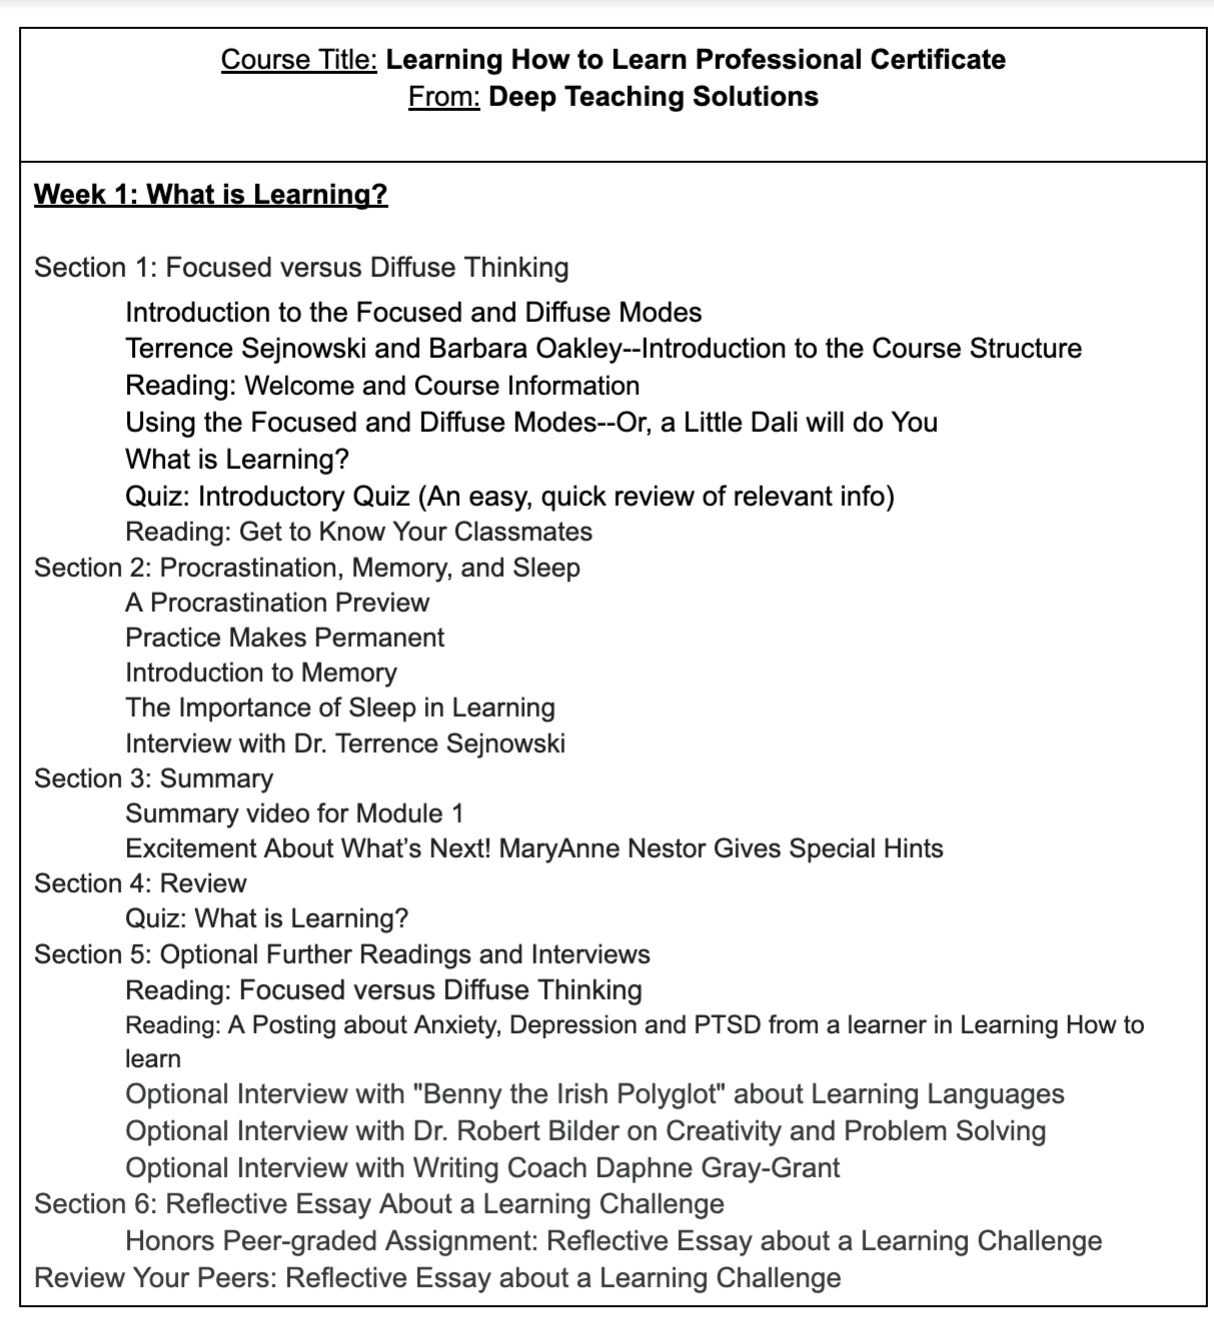 Course Title: Learning How to Learn Professional Certificate
From: Deep Teaching Solutions
Week 1: What is Learning?
Section 1: Focused versus Diffuse Thinking
Introduction to the Focused and Diffuse Modes
Terrence Sejnowski and Barbara Oakley--Introduction to the Course Structure
Reading: Welcome and Course Information
Using the Focused and Diffuse Modes--Or, a Little Dali will do You
What is Learning?
Quiz: Introductory Quiz (An easy, quick review of relevant info)
Reading: Get to Know Your Classmates
Section 2: Procrastination, Memory, and Sleep
A Procrastination Preview
Practice Makes Permanent
Introduction to Memory
The Importance of Sleep in Learning
Interview with Dr. Terrence Sejnowski
Section 3: Summary
Summary video for Module 1
Excitement About What’s Next! MaryAnne Nestor Gives Special Hints
Section 4: Review
Quiz: What is Learning?
Section 5: Optional Further Readings and Interviews
Reading: Focused versus Diffuse Thinking
Reading: A Posting about Anxiety, Depression and PTSD from a learner in Learning How to
learn
Optional Interview with "Benny the Irish Polyglot" about Learning Languages
Optional Interview with Dr. Robert Bilder on Creativity and Problem Solving
Optional Interview with Writing Coach Daphne Gray-Grant
Section 6: Reflective Essay About a Learning Challenge
Honors Peer-graded Assignment: Reflective Essay about a Learning Challenge
Review Your Peers: Reflective Essay about a Learning Challenge